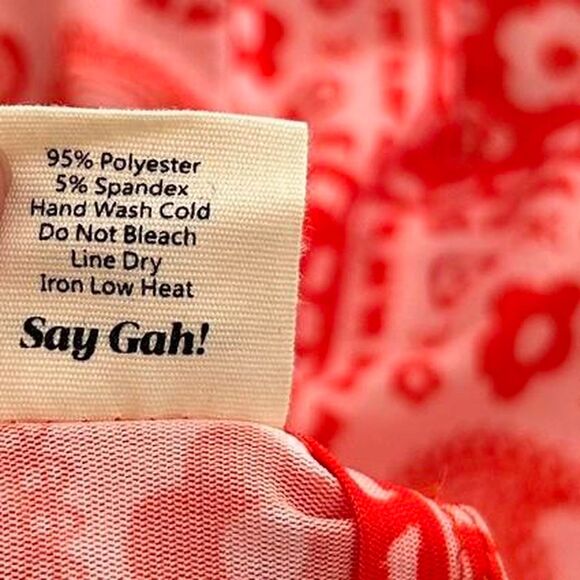 95% Polyester
5% Spandex
Hand Wash Cold
Do Not Bleach
Line Dry
Iron Low Heat
Say Gah!